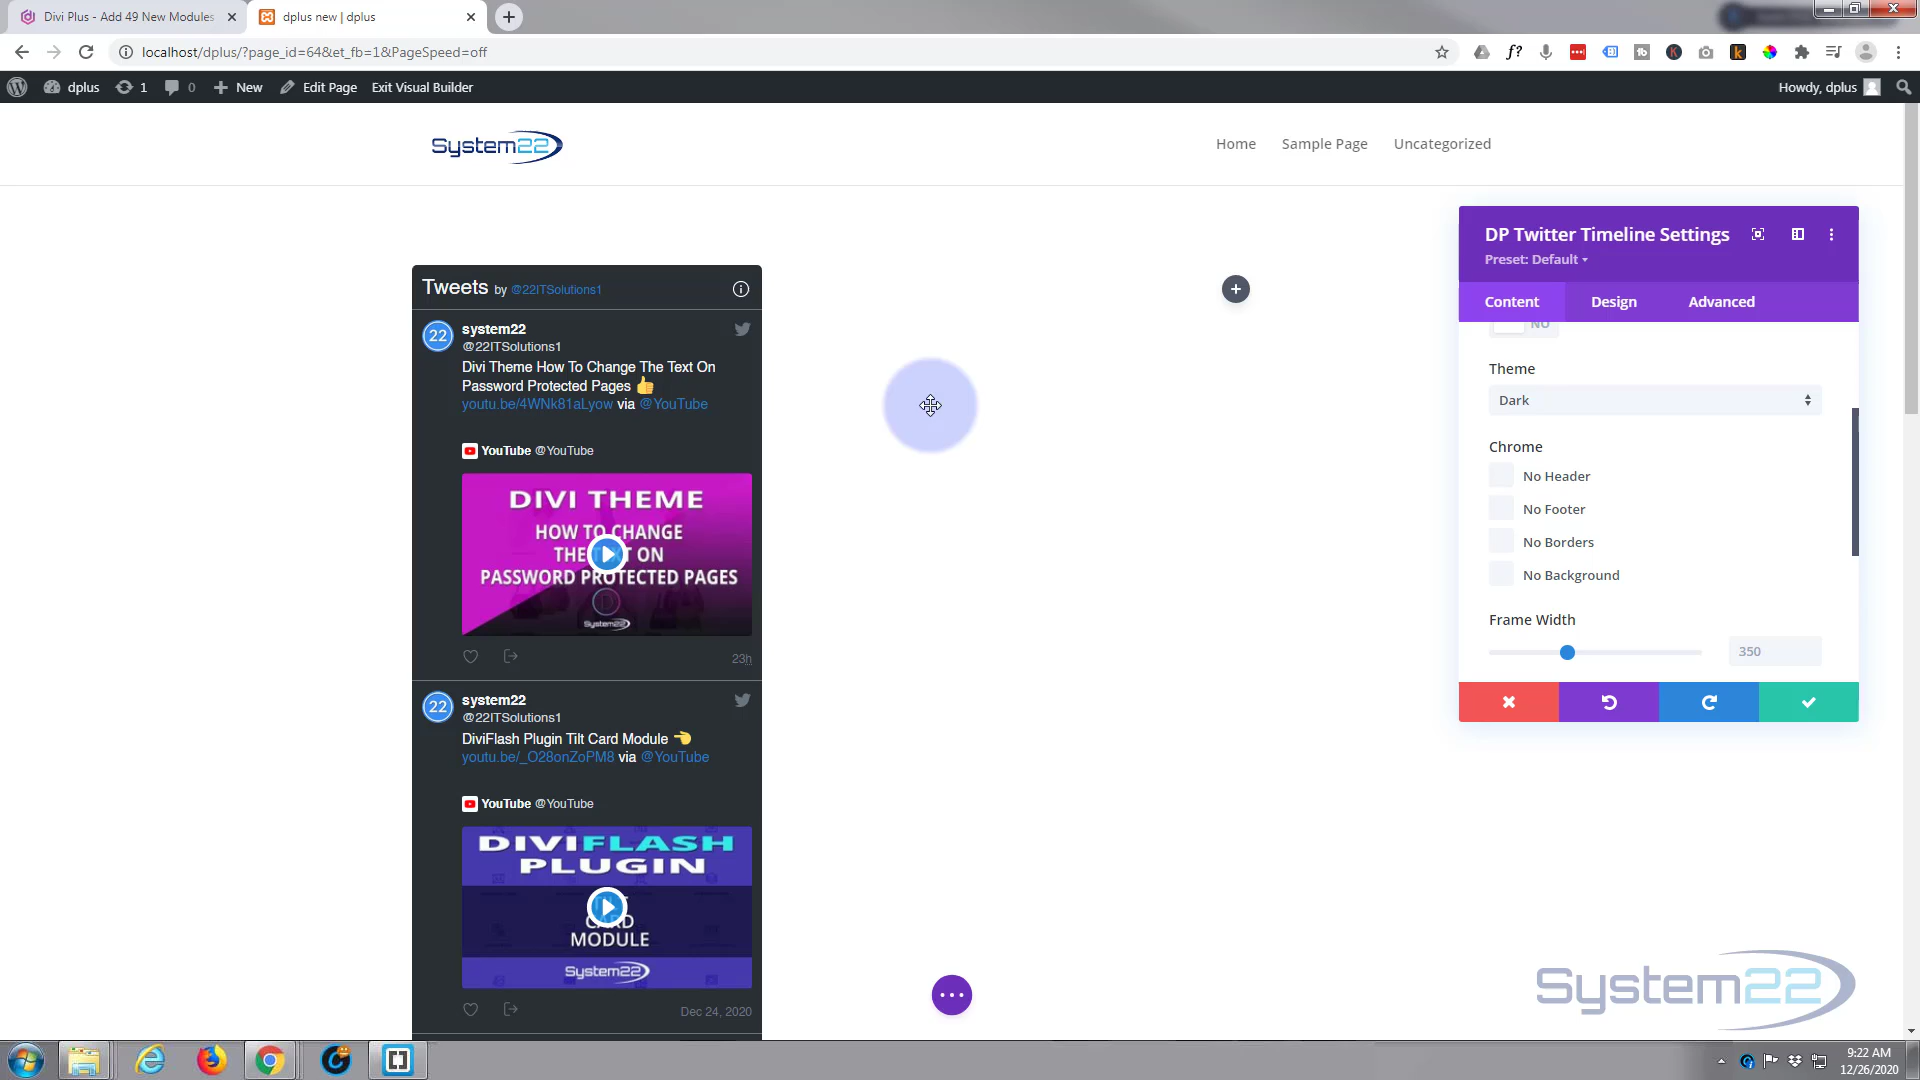 Divi Plus - Add 49 New Modules
dplus new | dplus
localhost/dplus/?page_id=64&et_fb=1&PageSpeed=off
dplus 1 0 New Edit Page Exit Visual Builder
Howdy, dplus
System22
Home Sample Page Uncategorized
Tweets by @22ITSolutions1
22 system22
@22ITSolutions1
Divi Theme How To Change The Text On
Password Protected Pages 👍
youtu.be/4WNk81aLyow via @YouTube
YouTube @YouTube
DIVI THEME
HOW TO CHANGE
THE TEXT ON
PASSWORD PROTECTED PAGES
System22
23h
22 system22
@22ITSolutions1
DiviFlash Plugin Tilt Card Module 👈
youtu.be/_O28onZoPM8 via @YouTube
YouTube @YouTube
DIVIFLASH
PLUGIN
CARD
MODULE
System22
Dec 24, 2020
DP Twitter Timeline Settings
Preset: Default
Content Design Advanced
NO
Theme
Dark
Chrome
No Header
No Footer
No Borders
No Background
Frame Width
350
System22
9:22 AM
12/26/2020